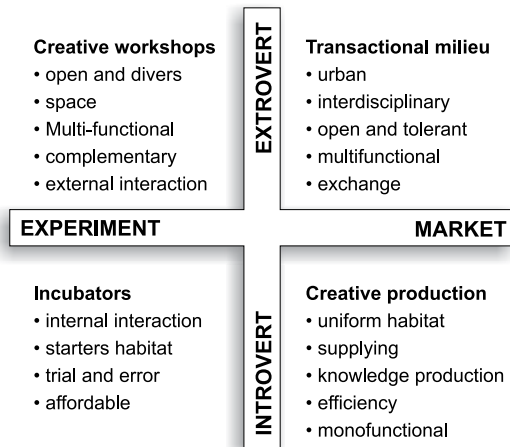 Creative workshops
• open and divers
• space
• Multi-functional
• complementary
• external interaction
EXTROVERT
Transactional milieu
• urban
• interdisciplinary
• open and tolerant
• multifunctional
• exchange
EXPERIMENT
MARKET
Incubators
• internal interaction
• starters habitat
• trial and error
• affordable
INTROVERT
Creative production
• uniform habitat
• supplying
• knowledge production
• efficiency
• monofunctional